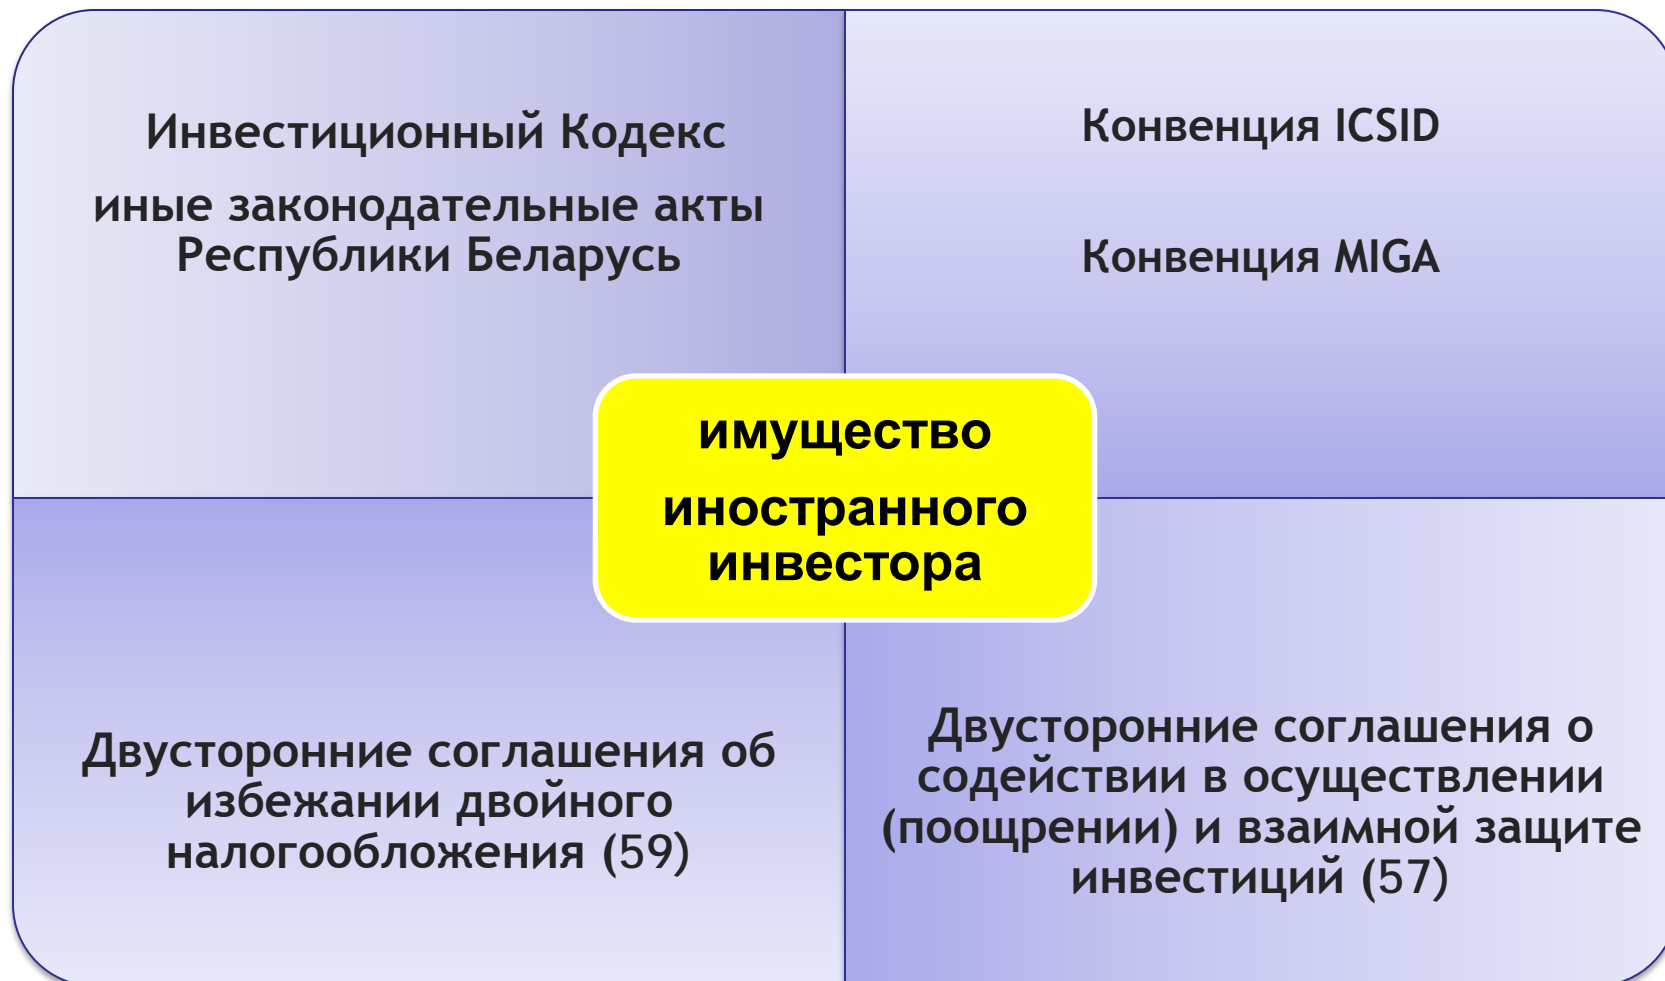 Инвестиционный Кодекс
иные законодательные акты
Республики Беларусь
Конвенция ICSID
Конвенция MIGA
имущество
иностранного
инвестора
Двусторонние соглашения об
избежании двойного
налогообложения (59)
Двусторонние соглашения о
содействии в осуществлении
(поощрении) и взаимной защите
инвестиций (57)